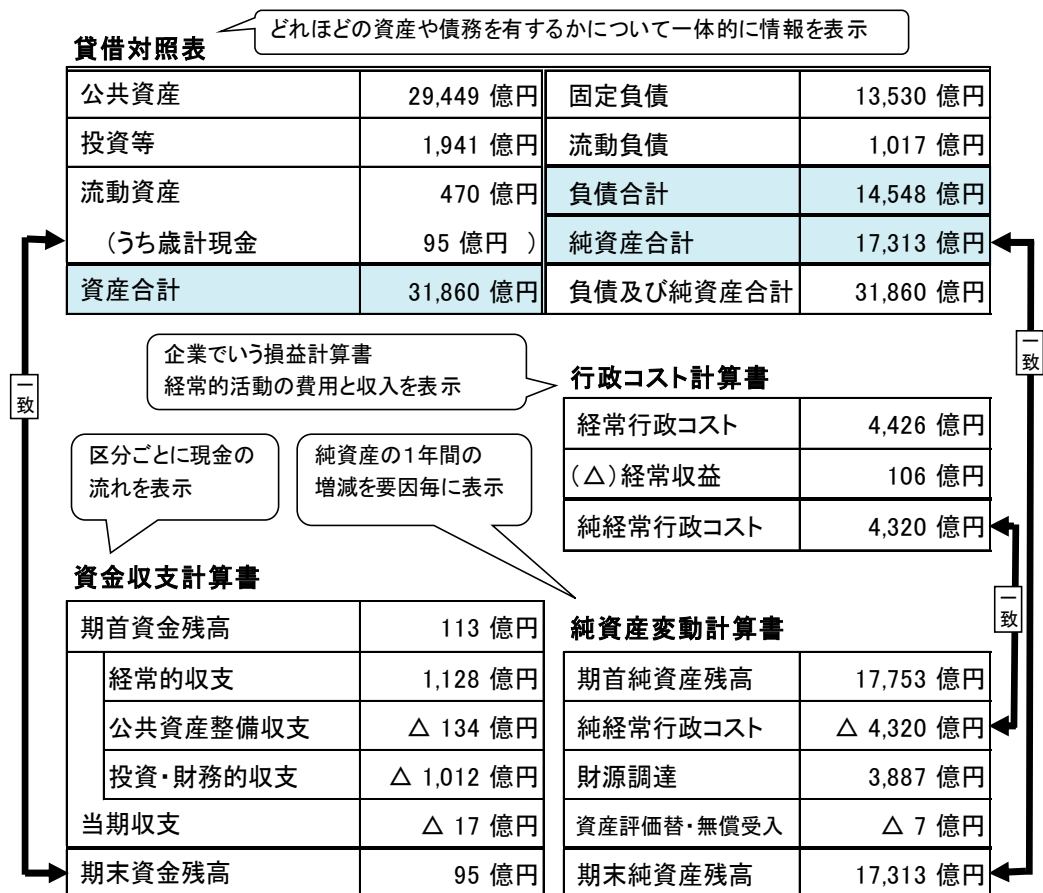 どれほどの資産や債務を有するかについて一体的に情報を表示
貸借対照表
公共資産 29,449 億円 固定負債 13,530 億円
投資等 1,941 億円 流動負債 1,017 億円
流動資産 470 億円 負債合計 14,548 億円
(うち歳計現金 95 億円 ) 純資産合計 17,313 億円
資産合計 31,860 億円 負債及び純資産合計 31,860 億円
一致
一致
企業でいう損益計算書
経常的活動の費用と収入を表示
行政コスト計算書
経常行政コスト 4,426 億円
(△)経常収益 106 億円
純経常行政コスト 4,320 億円
一致
区分ごとに現金の
流れを表示
純資産の1年間の
増減を要因毎に表示
資金収支計算書
期首資金残高 113 億円
経常的収支 1,128 億円
公共資産整備収支 △ 134 億円
投資・財務的収支 △ 1,012 億円
当期収支 △ 17 億円
期末資金残高 95 億円
純資産変動計算書
期首純資産残高 17,753 億円
純経常行政コスト △ 4,320 億円
財源調達 3,887 億円
資産評価替・無償受入 △ 7 億円
期末純資産残高 17,313 億円